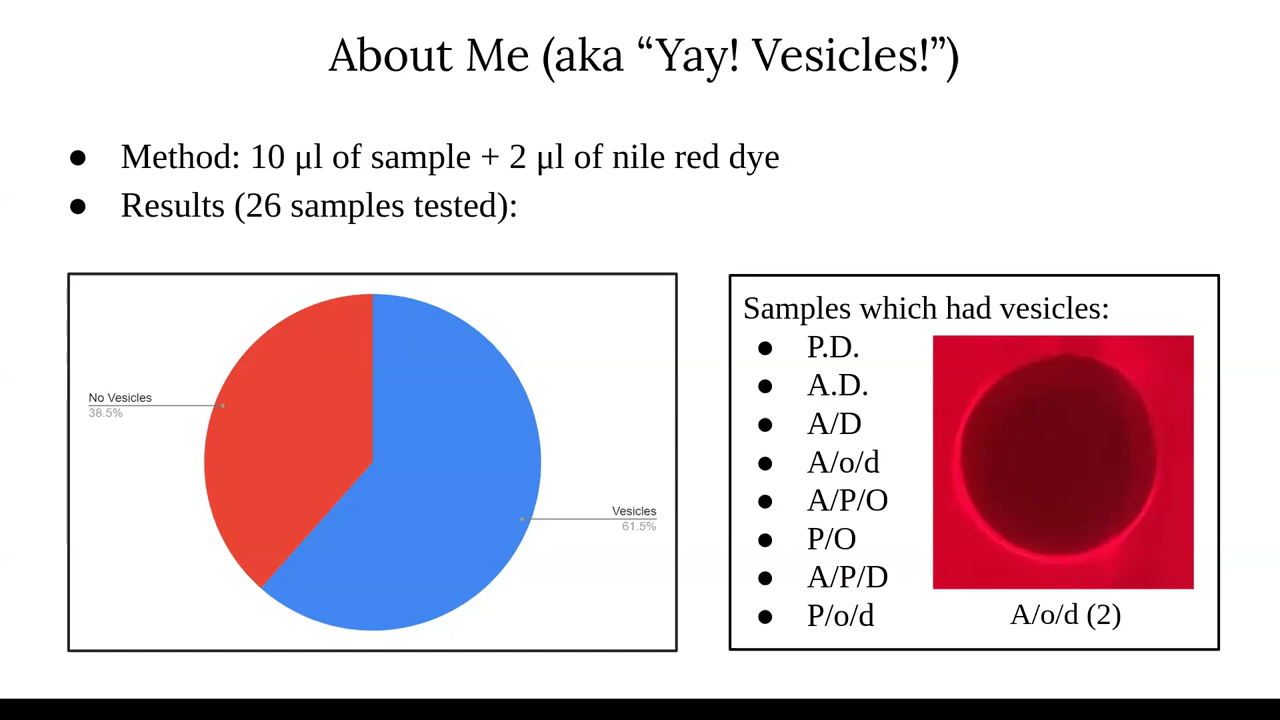 About Me (aka “Yay! Vesicles!”)
● Method: 10 μl of sample + 2 μl of nile red dye
● Results (26 samples tested):
No Vesicles
38.5%
Vesicles
61.5%
Samples which had vesicles:
● P.D.
● A.D.
● A/D
● A/o/d
● A/P/O
● P/O
● A/P/D
● P/o/d
A/o/d (2)